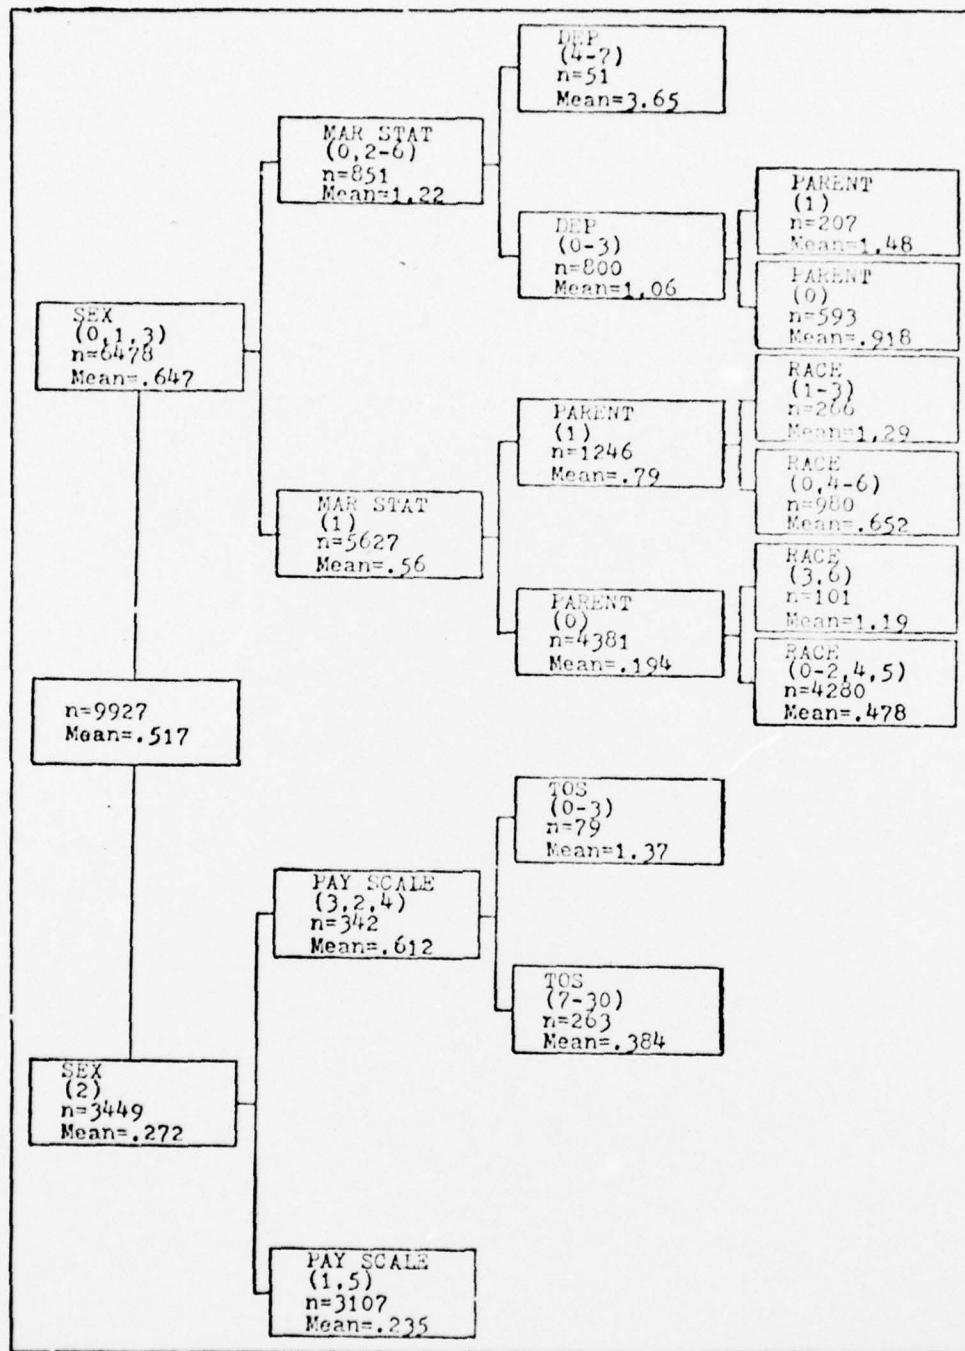 DEP
(4-7)
n=51
Mean=3.65
MAR STAT
(0,2-6)
n=851
Mean=1.22
DEP
(0-3)
n=800
Mean=1.06
PARENT
(1)
n=207
Mean=1.48
PARENT
(0)
n=593
Mean=.918
SEX
(0,1,3)
n=6478
Mean=.647
RACE
(1-3)
n=266
Mean=1.29
PARENT
(1)
n=1246
Mean=.79
RACE
(0,4-6)
n=980
Mean=.652
MAR STAT
(1)
n=5627
Mean=.56
RACE
(3,6)
n=101
Mean=1.19
PARENT
(0)
n=4381
Mean=.194
RACE
(0-2,4,5)
n=4280
Mean=.478
n=9927
Mean=.517
TOS
(0-3)
n=79
Mean=1.37
PAY SCALE
(3,2,4)
n=342
Mean=.612
TOS
(7-30)
n=263
Mean=.384
SEX
(2)
n=3449
Mean=.272
PAY SCALE
(1,5)
n=3107
Mean=.235